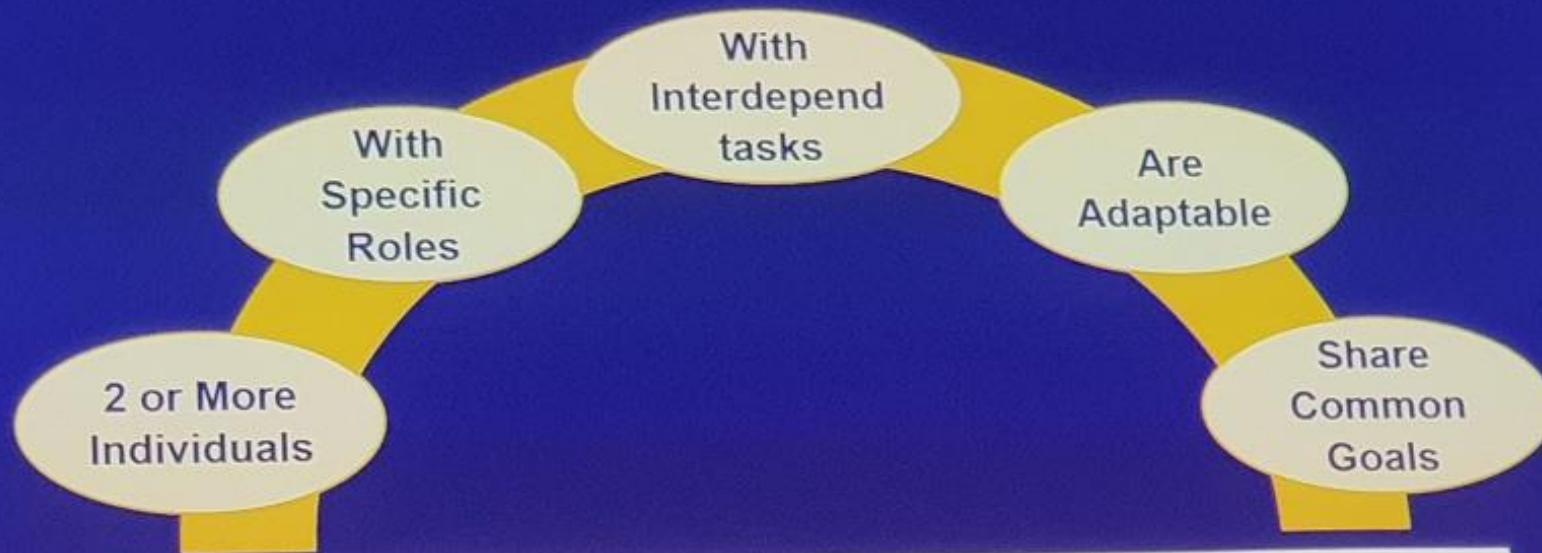 2 or More
Individuals
With
Specific
Roles
With
Interdepend
tasks
Are
Adaptable
Share
Common
Goals